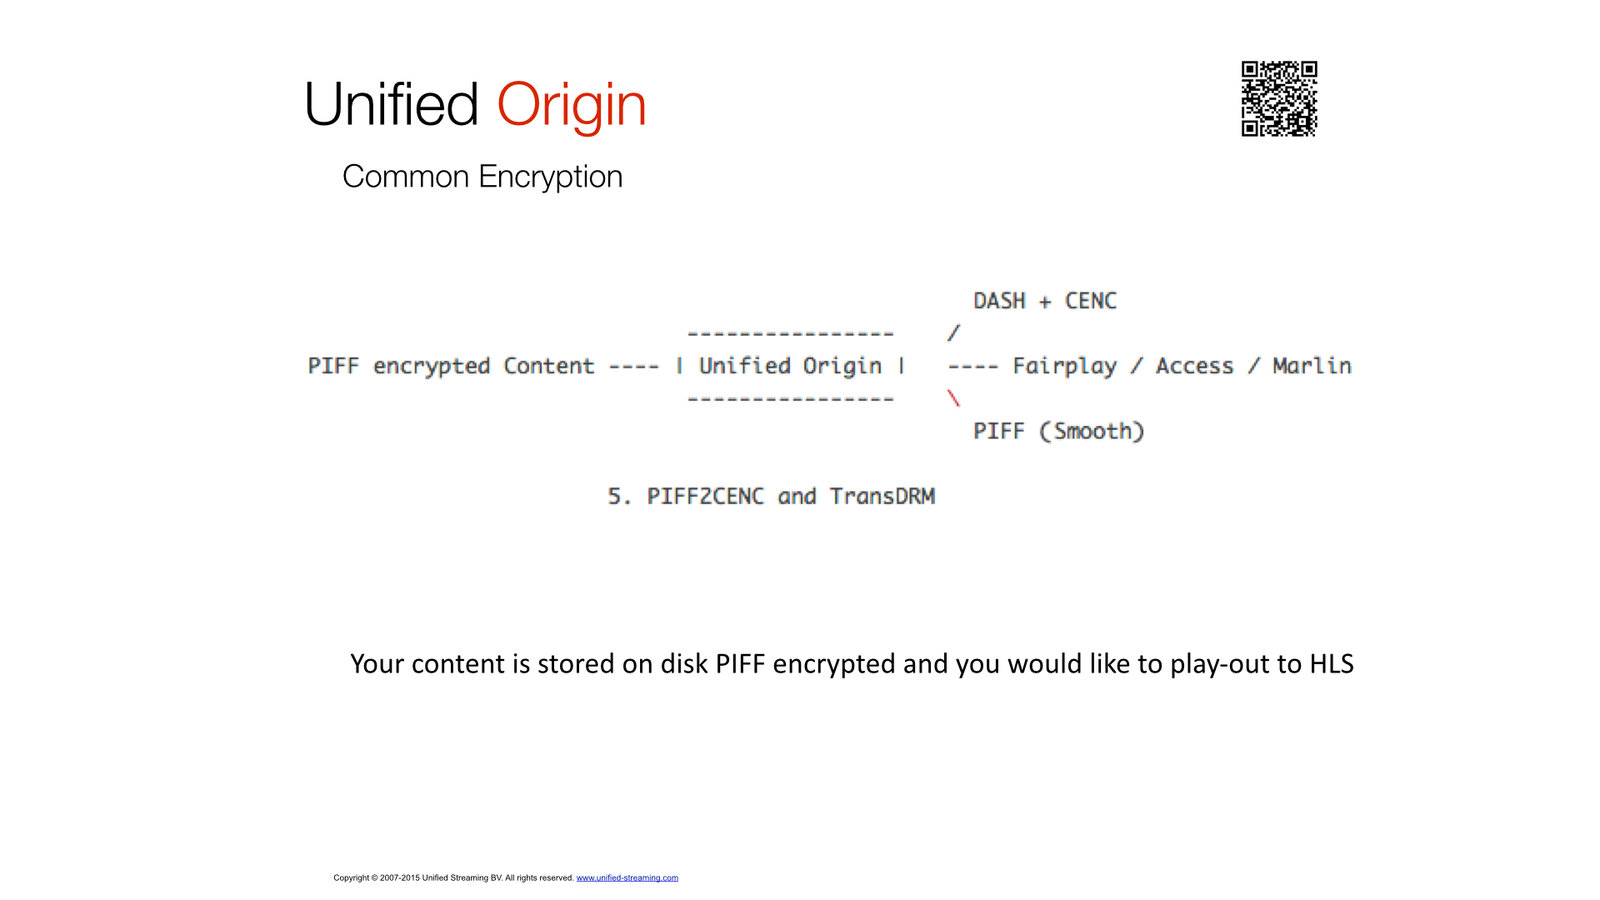 Unified Origin
Common Encryption
DASH + CENC
---------------- /
PIFF encrypted Content ---- | Unified Origin | ---- Fairplay / Access / Marlin
---------------- \
PIFF (Smooth)
5. PIFF2CENC and TransDRM
Your content is stored on disk PIFF encrypted and you would like to play-out to HLS
Copyright © 2007-2015 Unified Streaming BV. All rights reserved. www.unified-streaming.com